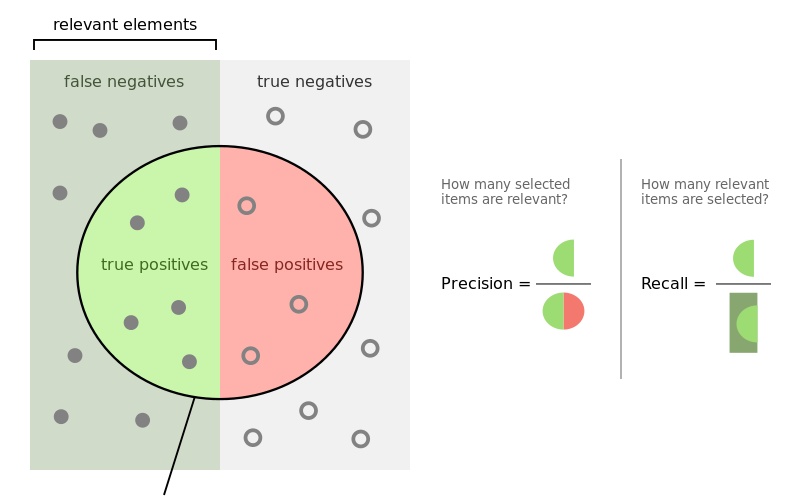 relevant elements
false negatives
true negatives
true positives
false positives
How many selected
items are relevant?
Precision =
How many relevant
items are selected?
Recall =